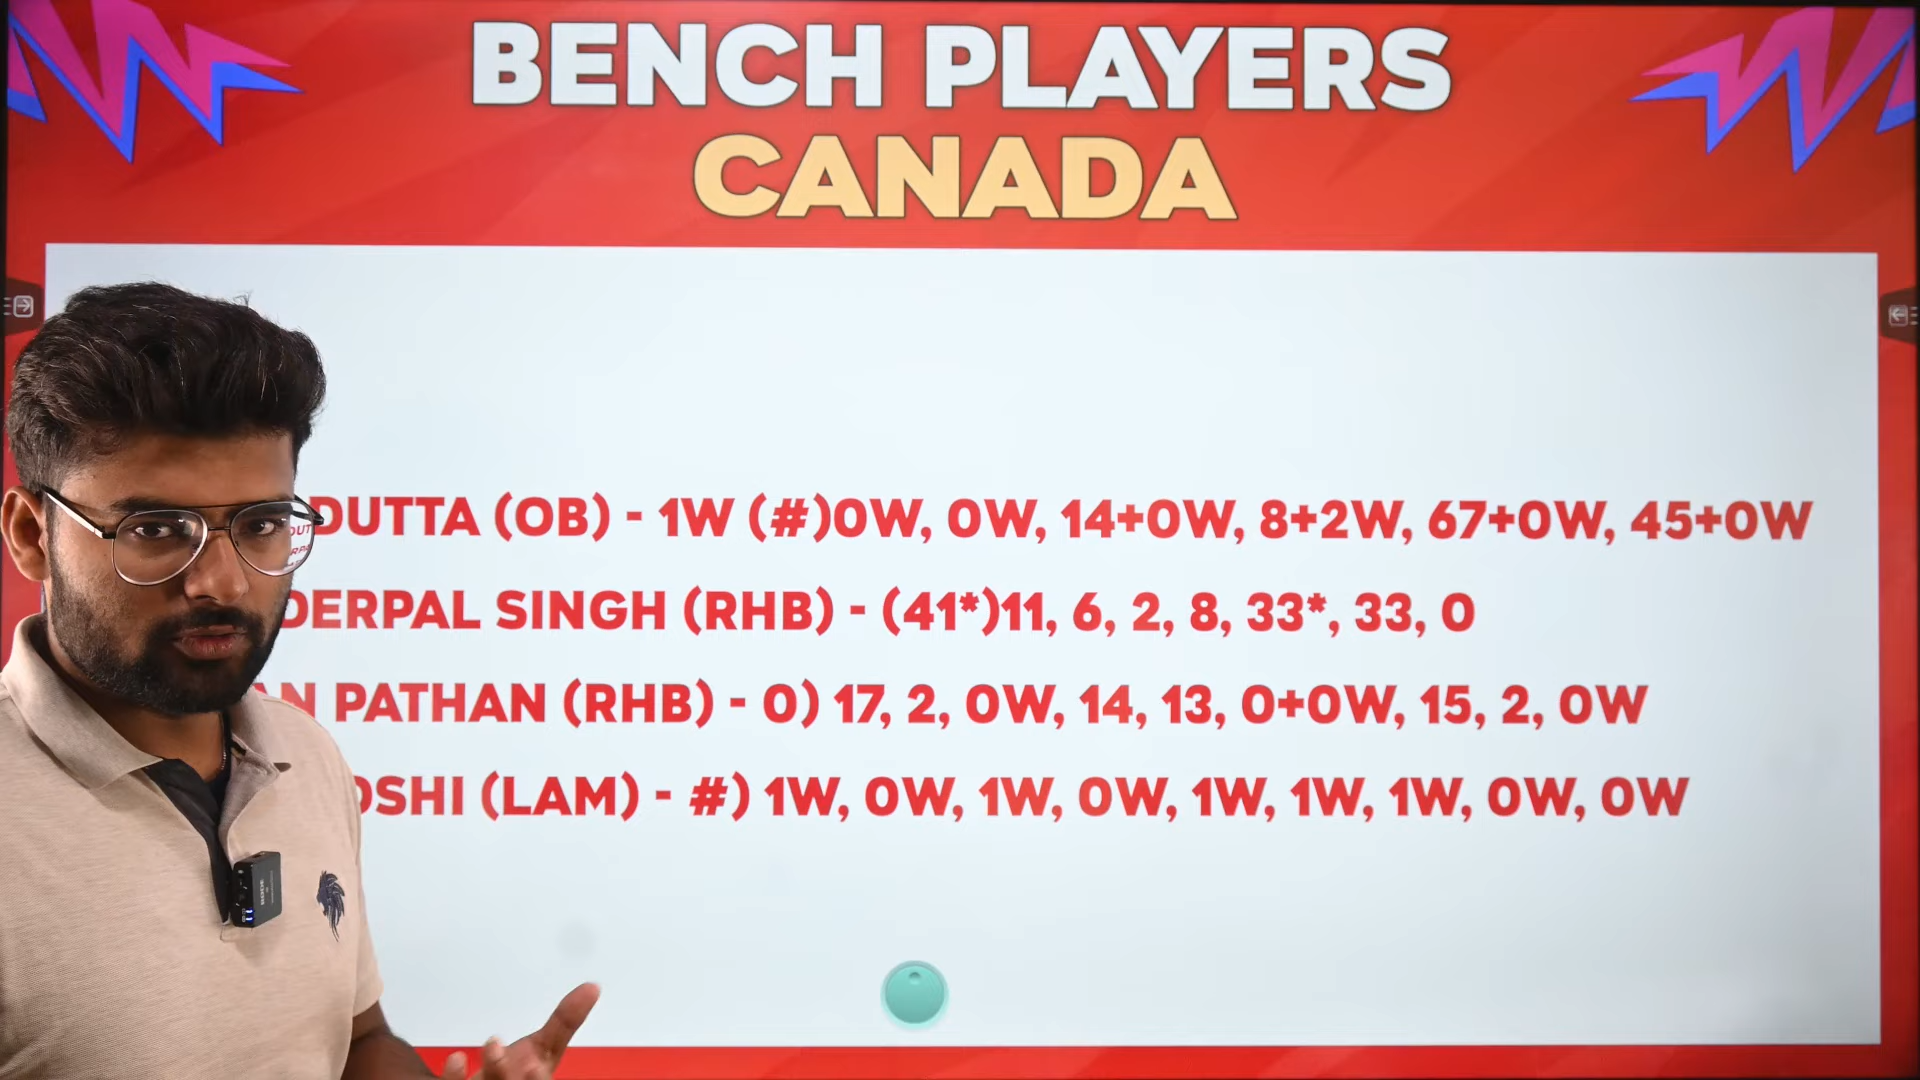 BENCH PLAYERS
CANADA
DUTTA (OB) - 1W (#)0W, 0W, 14+0W, 8+2W, 67+0W, 45+0W
DERPAL SINGH (RHB) - (41*)11, 6, 2, 8, 33*, 33, 0
AN PATHAN (RHB) - 0) 17, 2, 0W, 14, 13, 0+0W, 15, 2, 0W
OSHI (LAM) - #) 1W, 0W, 1W, 0W, 1W, 1W, 1W, 0W, 0W